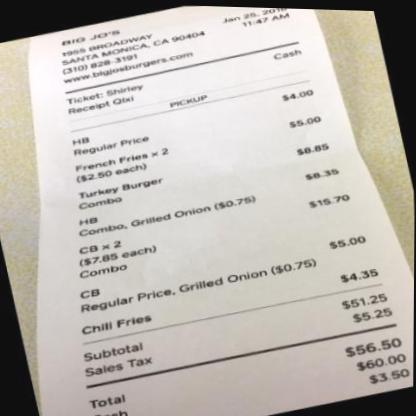 BIG JO'S
1955 BROADWAY
SANTA MONICA, CA 90404
(310) 828-3191
www.bigjosburgers.com
Jan 25, 2015
11:47 AM
Cash
Ticket: Shirley
Receipt Qixi
PICKUP
HB $4.00
Regular Price
French Fries × 2 $5.00
($2.50 each)
Turkey Burger $8.85
Combo
HB $8.35
Combo, Grilled Onion ($0.75)
CB × 2 $15.70
($7.85 each)
Combo
CB $5.00
Regular Price, Grilled Onion ($0.75)
Chili Fries $4.35
Subtotal $51.25
Sales Tax $5.25
Total $56.50
Cash $60.00
$3.50